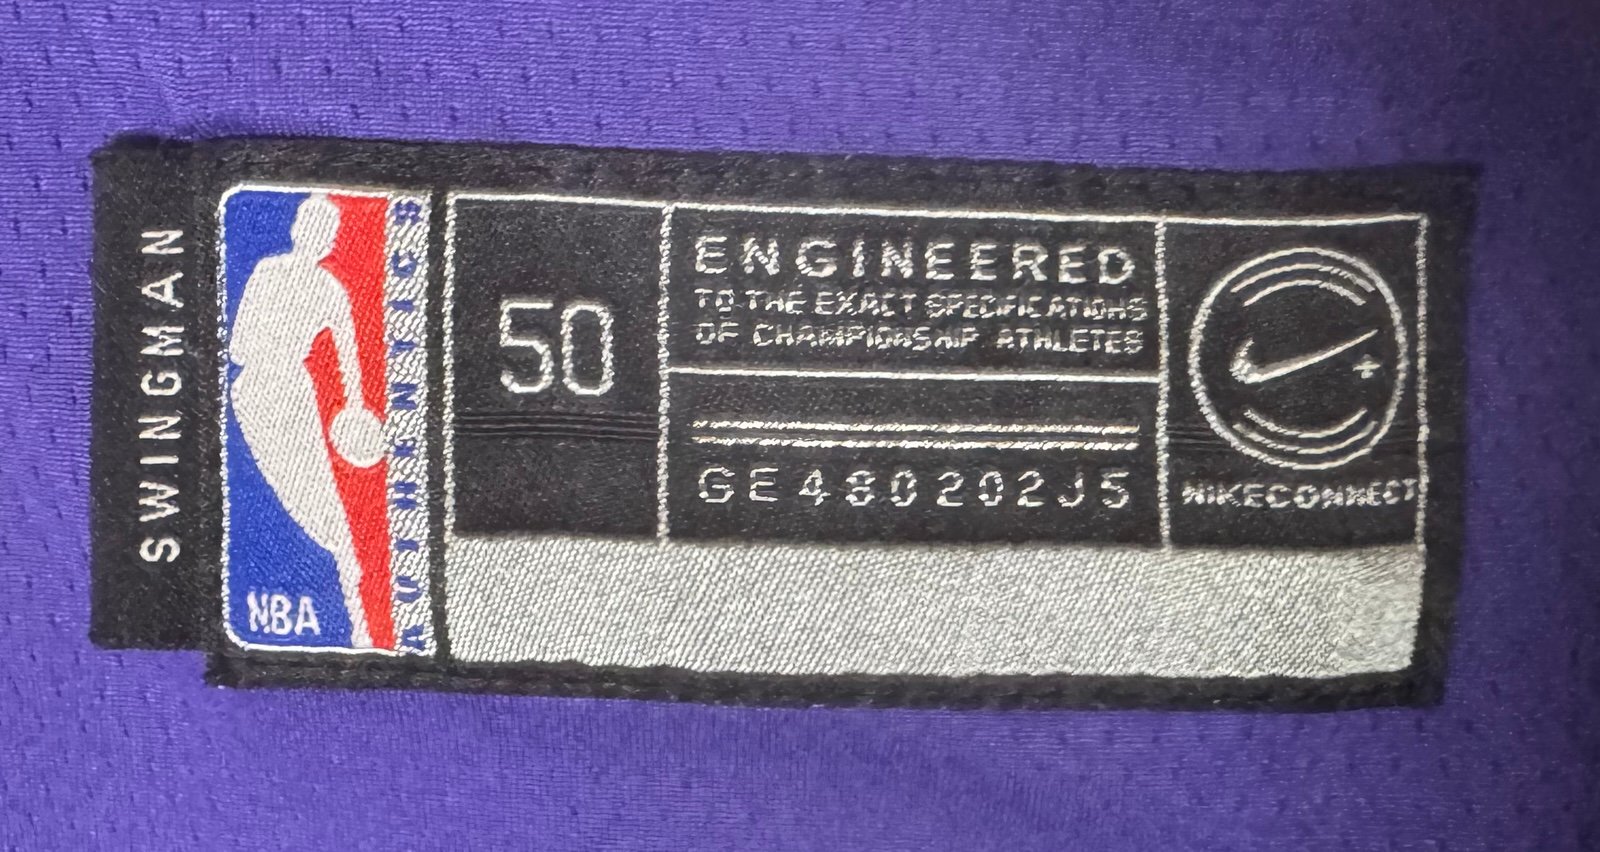 SWINGMAN
NBA
AUTHENTICS
50
ENGINEERED
TO THE EXACT SPECIFICATIONS
OF CHAMPIONSHIP ATHLETES
GE480202J5
NIKECONNECT